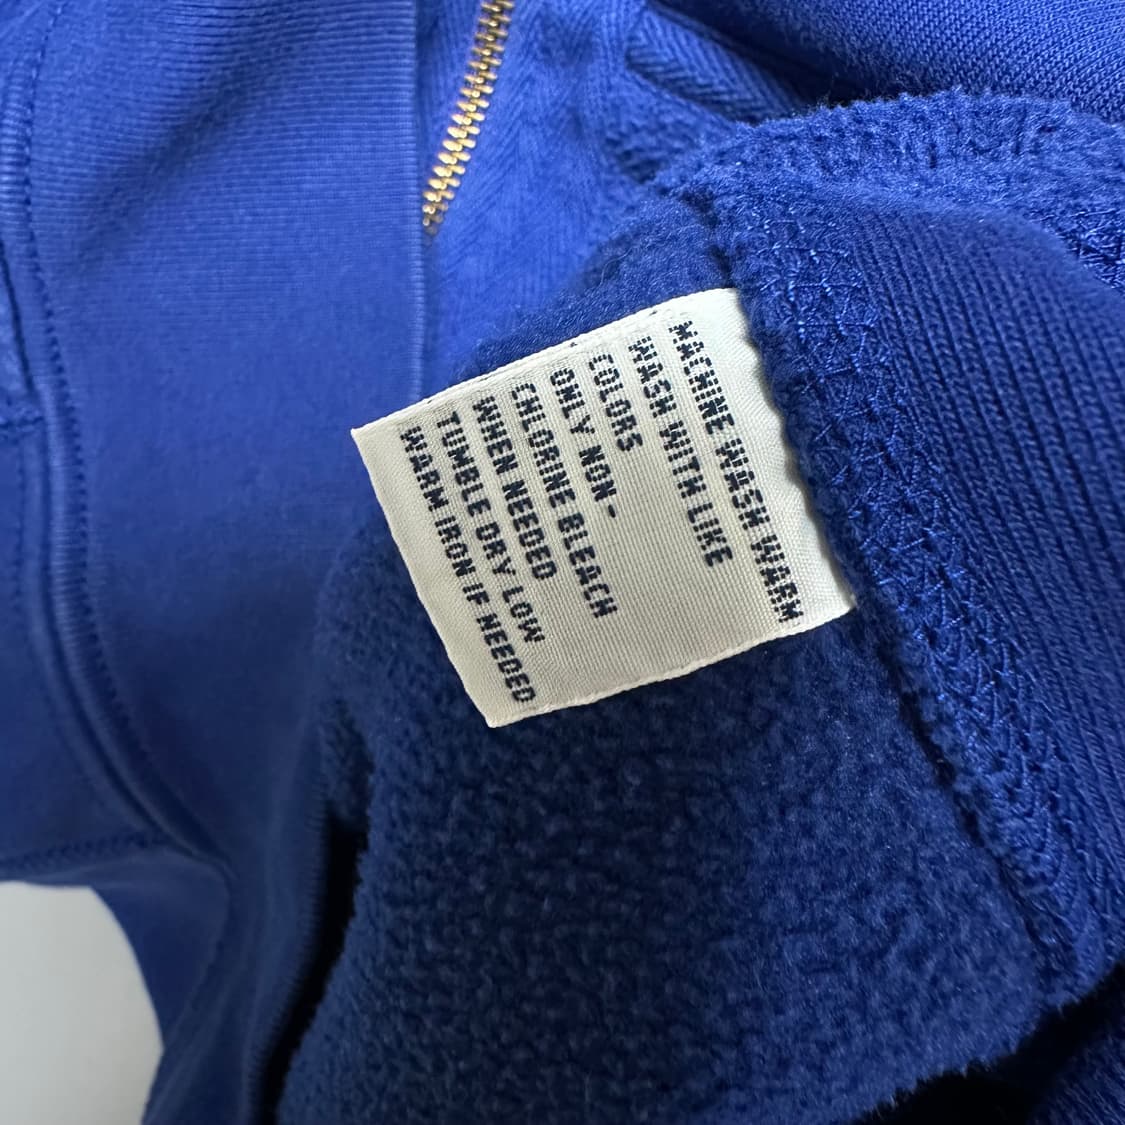 MACHINE WASH WARM
WASH WITH LIKE
COLORS
ONLY NON-
CHLORINE BLEACH
WHEN NEEDED
TUMBLE DRY LOW
WARM IRON IF NEEDED